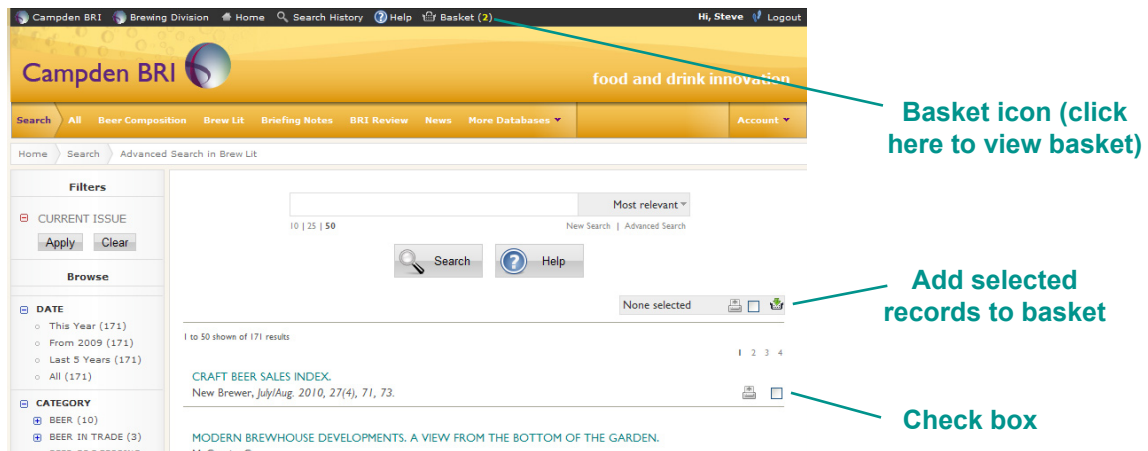 Campden BRI Brewing Division Home Search History Help Basket (2) Hi, Steve Logout
Campden BRI
food and drink innovation
Search All Beer Composition Brew Lit Briefing Notes BRI Review News More Databases Account
Home Search Advanced Search in Brew Lit
Basket icon (click
here to view basket)
Filters
CURRENT ISSUE
Apply Clear
Browse
DATE
This Year (171)
From 2009 (171)
Last 5 Years (171)
All (171)
CATEGORY
BEER (10)
BEER IN TRADE (3)
Most relevant
10 | 25 | 50 New Search | Advanced Search
Search Help
None selected
Add selected
records to basket
1 to 50 shown of 171 results
1 2 3 4
CRAFT BEER SALES INDEX.
New Brewer, July/Aug. 2010, 27(4), 71, 73.
Check box
MODERN BREWHOUSE DEVELOPMENTS. A VIEW FROM THE BOTTOM OF THE GARDEN.